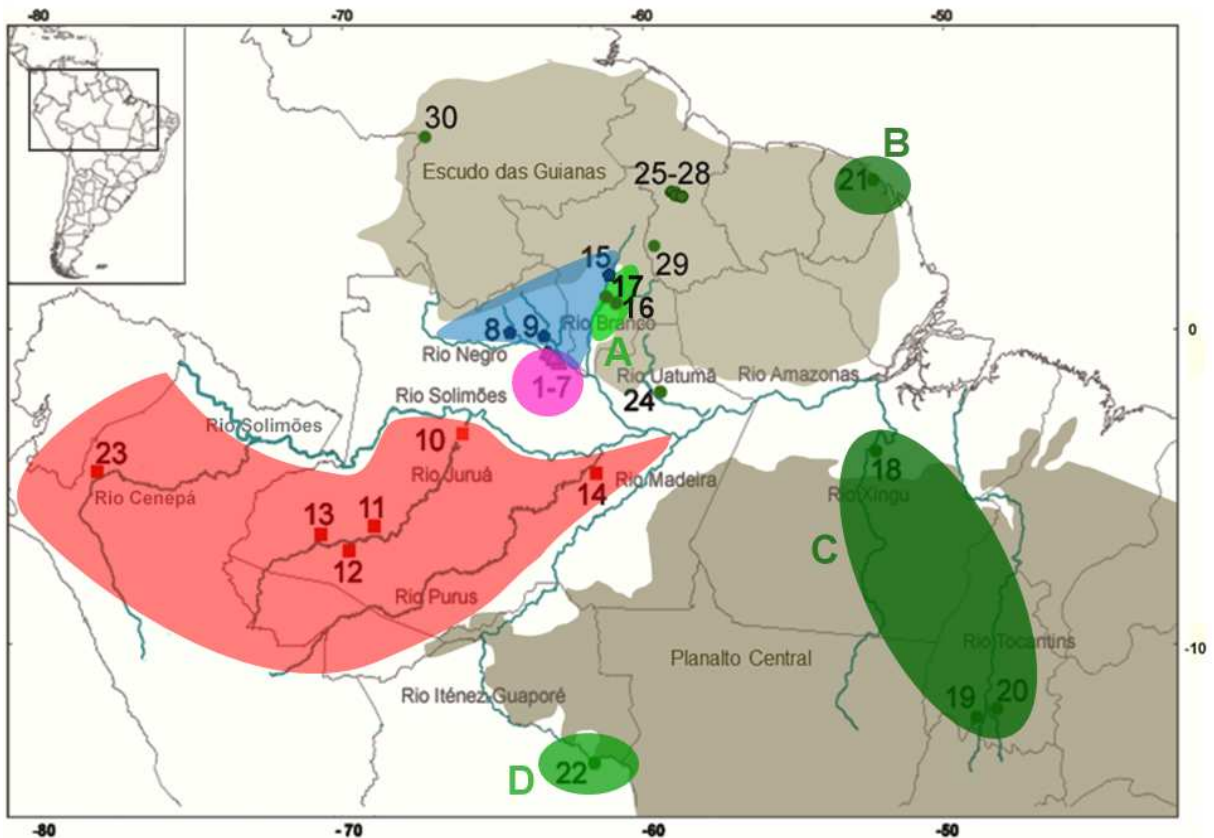 -80 -70 -60 -50
30
B
Escudo das Guianas
25-28
21
15
29
17
16
8 9
Rio Branco
0
Rio Negro
A
1-7
Rio Uatumã
Rio Amazonas
Rio Solimões
24
Rio Solimões
10
18
23
Rio Juruá
Rio Madeira
Rio Cenepá
14
Rio Xingu
13 11
C
12
Rio Purus
Rio Tocantins
-10
Planalto Central
Rio Iténez-Guaporé
19 20
22
D
-80 -70 -60 -50